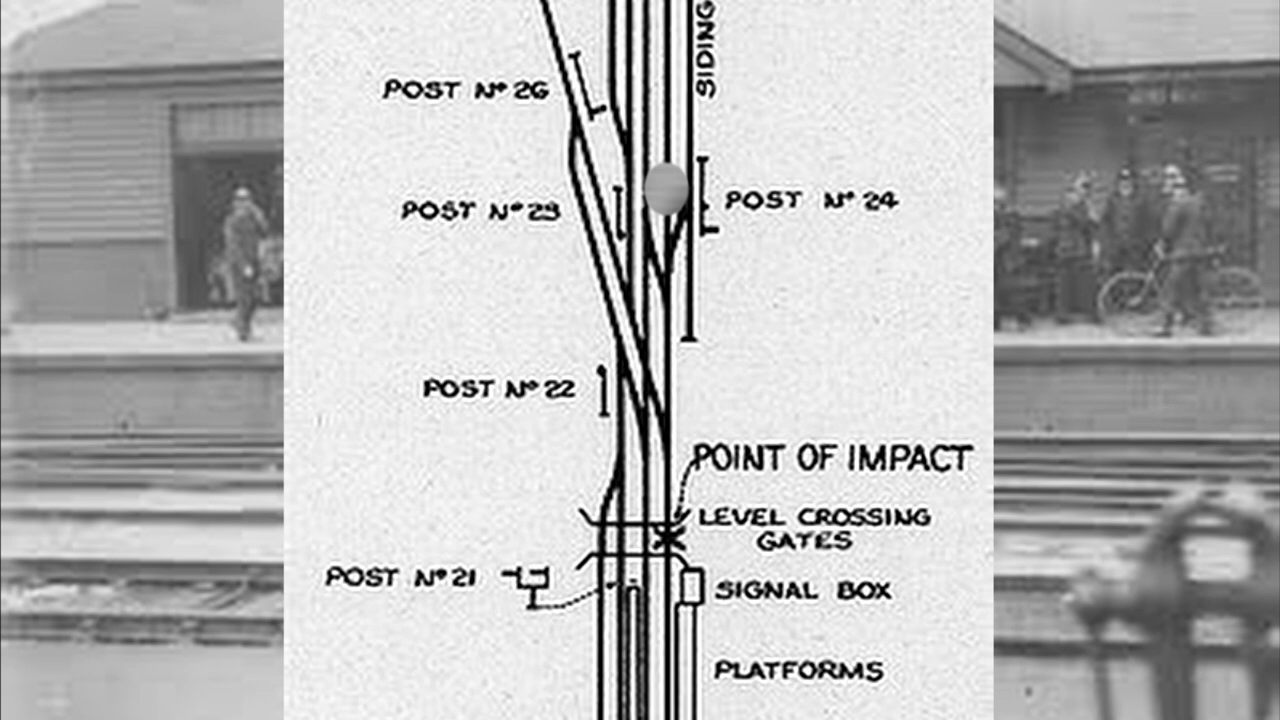 SIDING
POST Nº 26
POST Nº 23
POST Nº 24
POST Nº 22
POINT OF IMPACT
LEVEL CROSSING
GATES
POST Nº 21
SIGNAL BOX
PLATFORMS